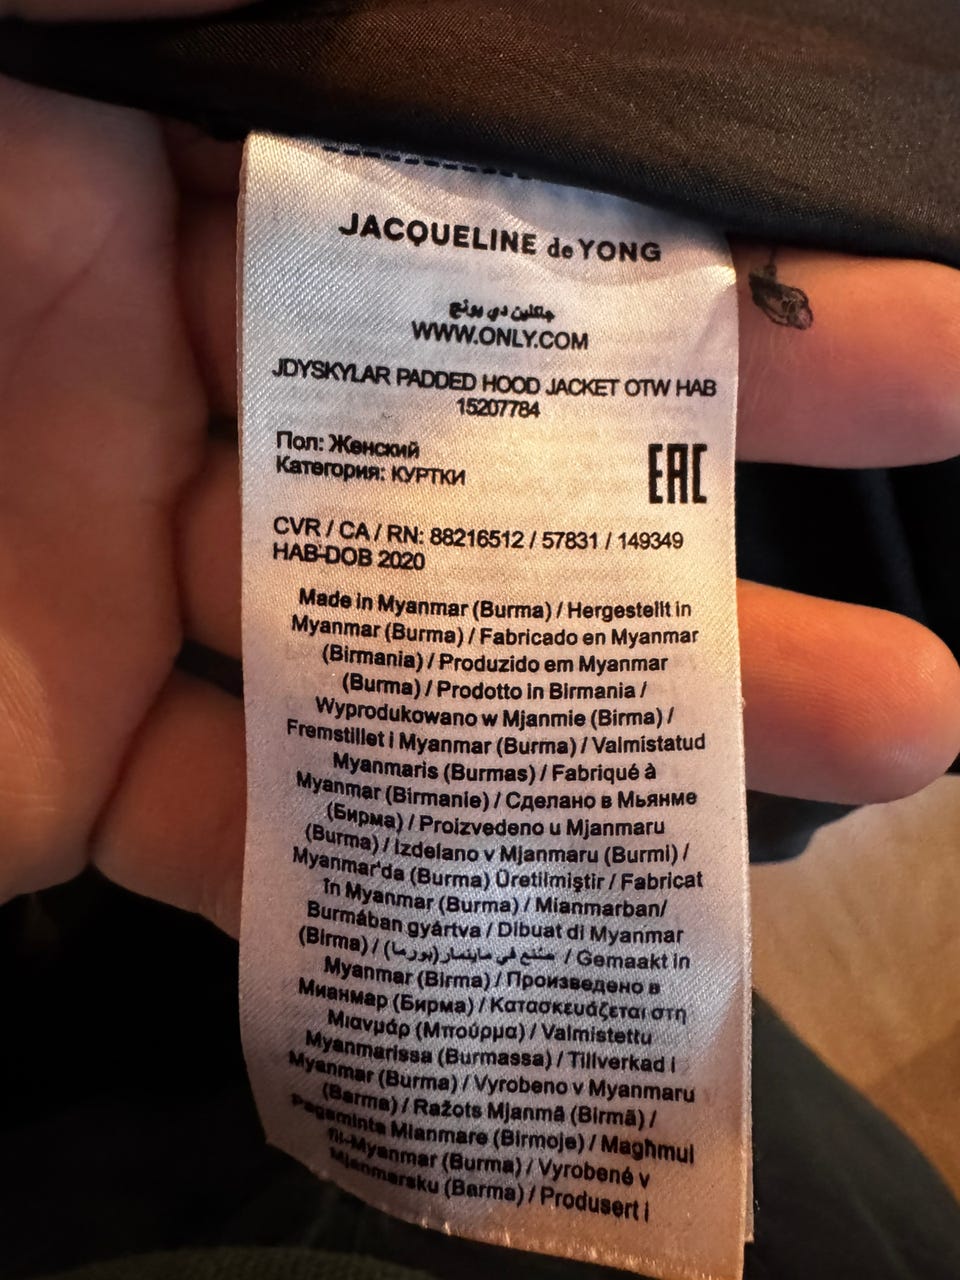 JACQUELINE de YONG
جاكلين دي يونج
WWW.ONLY.COM
JDYSKYLAR PADDED HOOD JACKET OTW HAB
15207784
Пол: Женский
Категория: КУРТКИ
EAC
CVR / CA / RN: 88216512 / 57831 / 149349
HAB-DOB 2020
Made in Myanmar (Burma) / Hergestellt in
Myanmar (Burma) / Fabricado en Myanmar
(Birmania) / Produzido em Myanmar
(Burma) / Prodotto in Birmania /
Wyprodukowano w Mjanmie (Birma) /
Fremstillet i Myanmar (Burma) / Valmistatud
Myanmaris (Burmas) / Fabriqué à
Myanmar (Birmanie) / Сделано в Мьянме
(Бирма) / Proizvedeno u Mjanmaru
(Burma) / Izdelano v Mjanmaru (Burmi) /
Myanmar'da (Burma) Üretilmiştir / Fabricat
în Myanmar (Burma) / Mianmarban/
Burmában gyártva / Dibuat di Myanmar
(Birma) / صنع في ماينمار (بورما) / Gemaakt in
Myanmar (Birma) / Произведено в
Мианмар (Бирма) / Κατασκευάζεται στη
Μιανμάρ (Μπούρμα) / Valmistettu
Myanmarissa (Burmassa) / Tillverkad i
Myanmar (Burma) / Vyrobeno v Myanmaru
(Barma) / Ražots Mjanmā (Birmā) /
Pagaminta Mianmare (Birmoje) / Magħmul
fil-Myanmar (Burma) / Vyrobené v
Mjanmarsku (Barma) / Produsert i